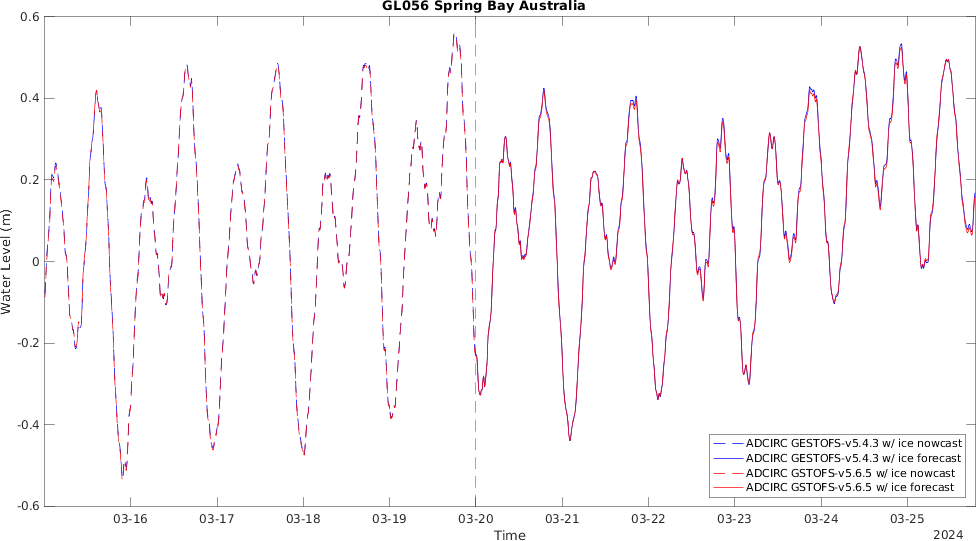 GL056 Spring Bay Australia
0.6
0.4
0.2
0
-0.2
-0.4
-0.6
Water Level (m)
ADCIRC GESTOFS-v5.4.3 w/ ice nowcast
ADCIRC GESTOFS-v5.4.3 w/ ice forecast
ADCIRC GSTOFS-v5.6.5 w/ ice nowcast
ADCIRC GSTOFS-v5.6.5 w/ ice forecast
03-16 03-17 03-18 03-19 03-20 03-21 03-22 03-23 03-24 03-25
Time
2024